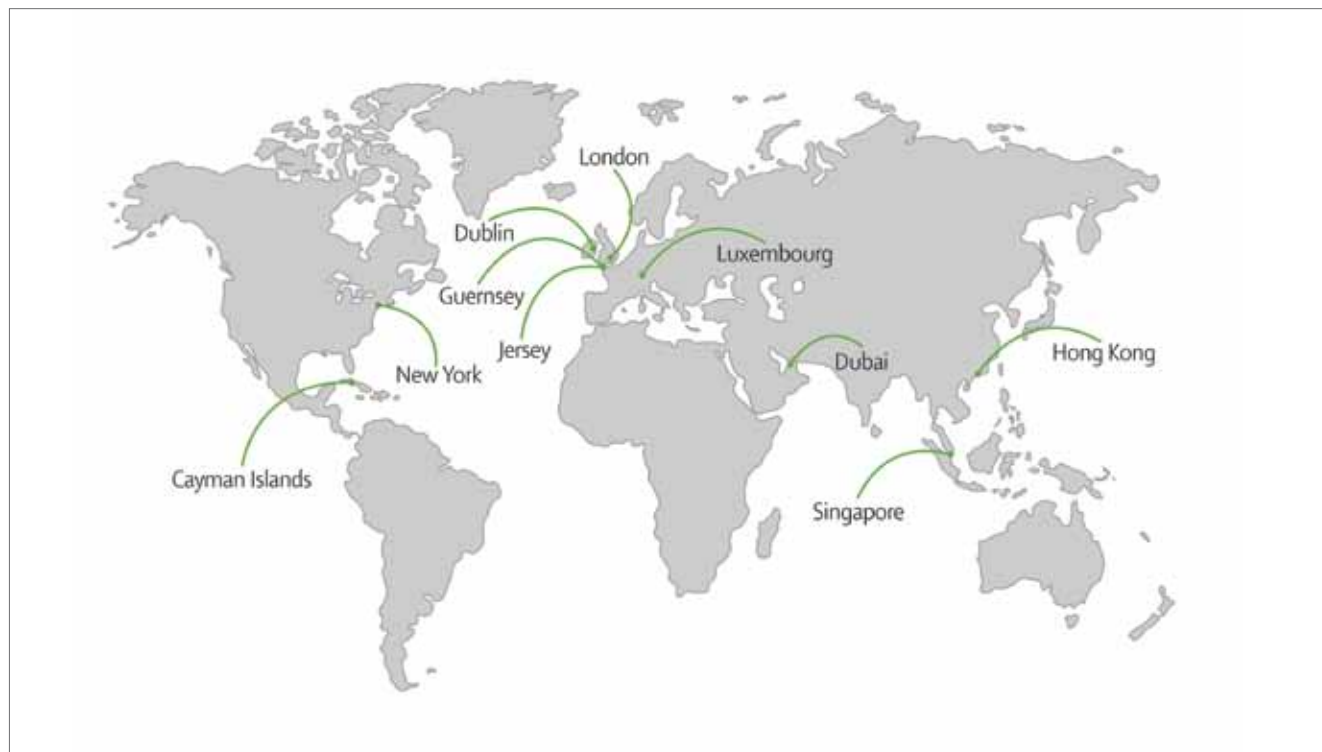 London
Dublin
Luxembourg
Guernsey
Jersey
Dubai
Hong Kong
New York
Cayman Islands
Singapore